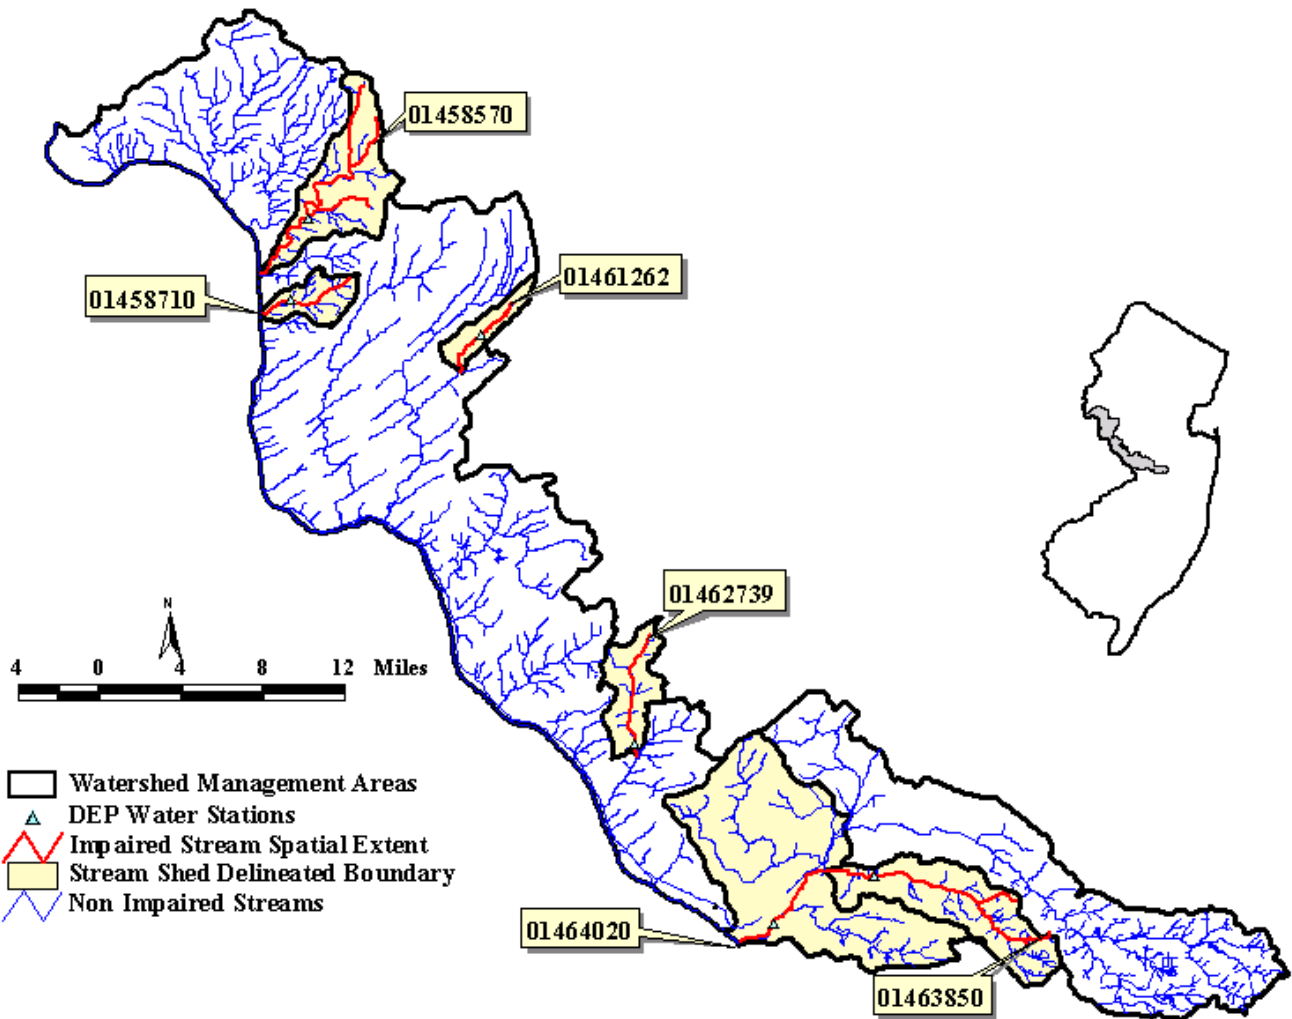 01458570
01461262
01458710
01462739
N
4 0 4 8 12 Miles
Watershed Management Areas
DEP Water Stations
Impaired Stream Spatial Extent
Stream Shed Delineated Boundary
Non Impaired Streams
01464020
01463850